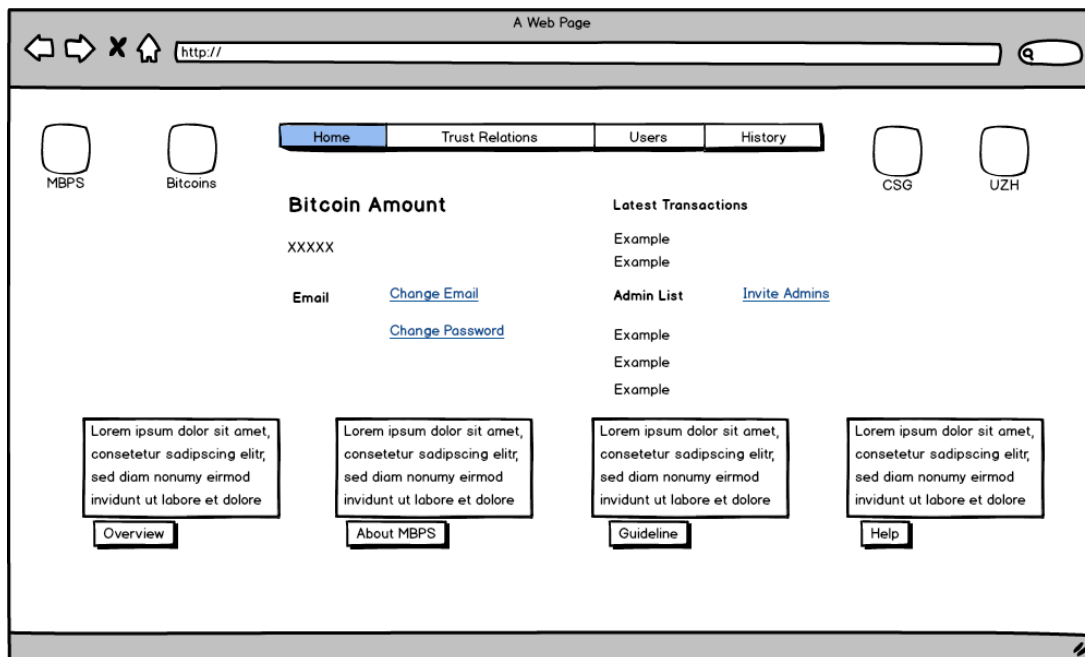 A Web Page
http://
Home Trust Relations Users History
MBPS Bitcoins CSG UZH
Bitcoin Amount
XXXXX
Email Change Email
Change Password
Latest Transactions
Example
Example
Admin List Invite Admins
Example
Example
Example
Lorem ipsum dolor sit amet,
consetetur sadipscing elitr,
sed diam nonumy eirmod
invidunt ut labore et dolore
Overview
Lorem ipsum dolor sit amet,
consetetur sadipscing elitr,
sed diam nonumy eirmod
invidunt ut labore et dolore
About MBPS
Lorem ipsum dolor sit amet,
consetetur sadipscing elitr,
sed diam nonumy eirmod
invidunt ut labore et dolore
Guideline
Lorem ipsum dolor sit amet,
consetetur sadipscing elitr,
sed diam nonumy eirmod
invidunt ut labore et dolore
Help